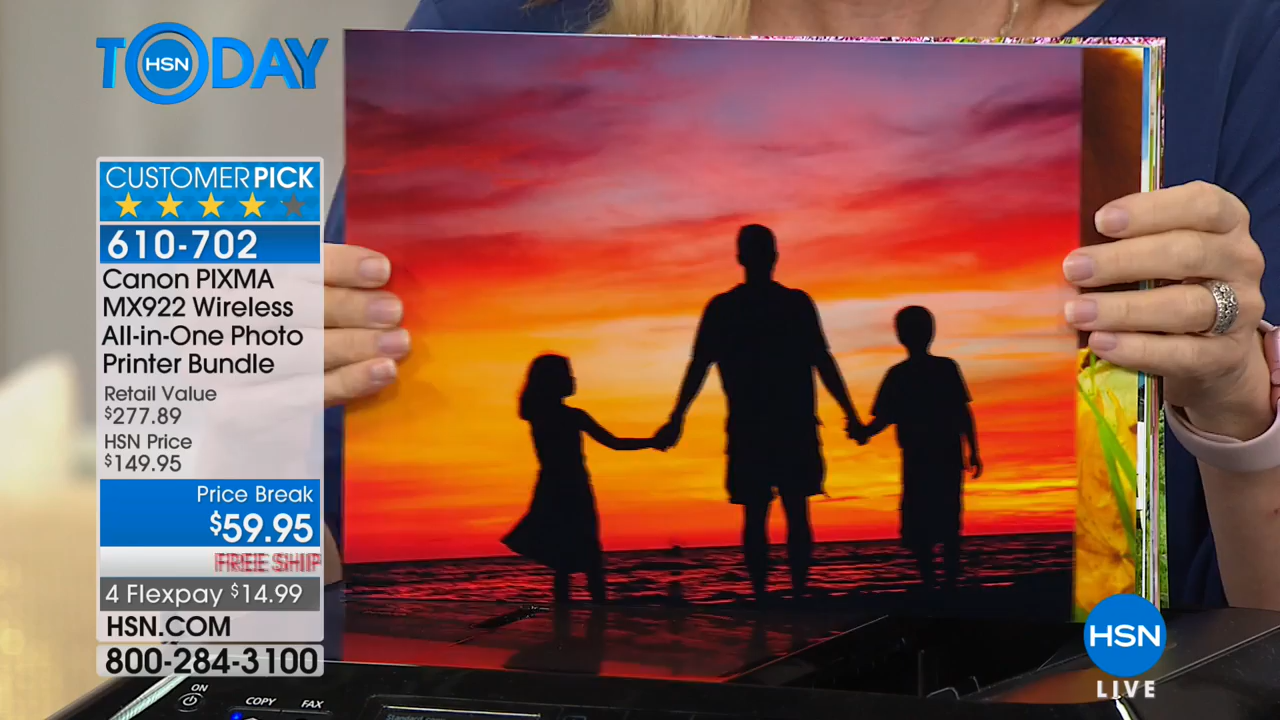 TODAY
HSN
CUSTOMER PICK
610-702
Canon PIXMA
MX922 Wireless
All-in-One Photo
Printer Bundle
Retail Value
$277.89
HSN Price
$149.95
Price Break
$59.95
FREE SHIP
4 Flexpay $14.99
HSN.COM
800-284-3100
ON
COPY
FAX
HSN
LIVE